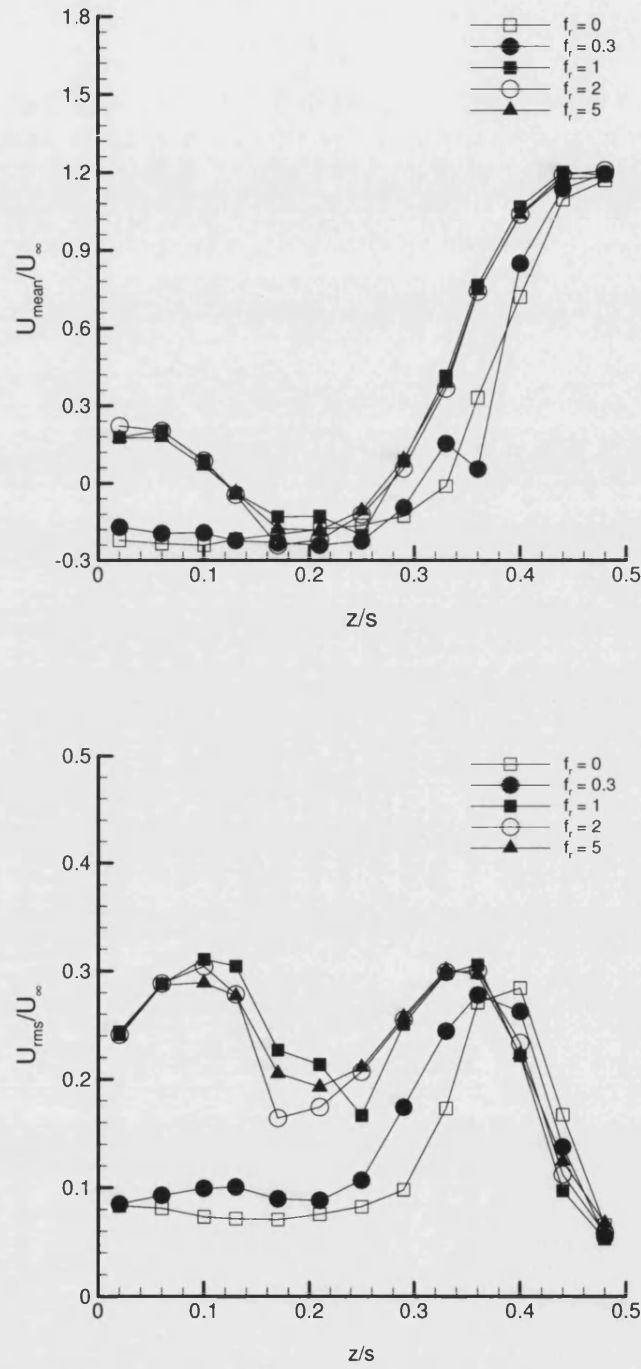 1.8
1.5
1.2
0.9
0.6
0.3
0
-0.3
U_mean/U_∞
f_r = 0
f_r = 0.3
f_r = 1
f_r = 2
f_r = 5
0 0.1 0.2 0.3 0.4 0.5
z/s
0.5
0.4
0.3
0.2
0.1
0
U_rms/U_∞
f_r = 0
f_r = 0.3
f_r = 1
f_r = 2
f_r = 5
0 0.1 0.2 0.3 0.4 0.5
z/s